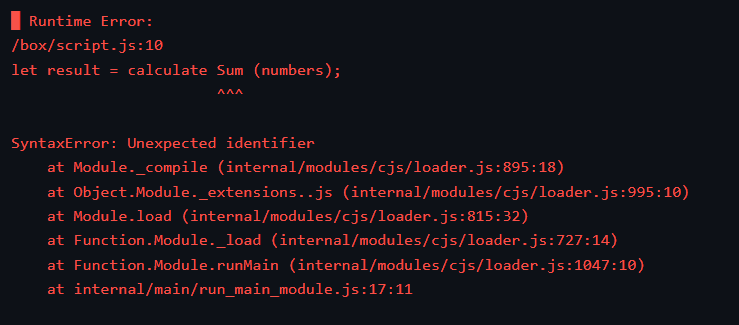 Runtime Error:
/box/script.js:10
let result = calculate Sum (numbers);
^^^
SyntaxError: Unexpected identifier
at Module._compile (internal/modules/cjs/loader.js:895:18)
at Object.Module._extensions..js (internal/modules/cjs/loader.js:995:10)
at Module.load (internal/modules/cjs/loader.js:815:32)
at Function.Module._load (internal/modules/cjs/loader.js:727:14)
at Function.Module.runMain (internal/modules/cjs/loader.js:1047:10)
at internal/main/run_main_module.js:17:11